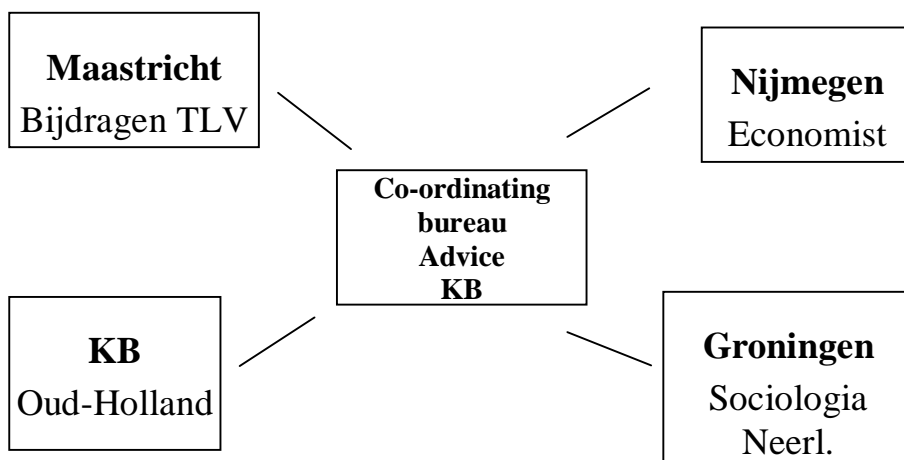 Maastricht
Bijdragen TLV
Nijmegen
Economist
Co-ordinating
bureau
Advice
KB
KB
Oud-Holland
Groningen
Sociologia
Neerl.